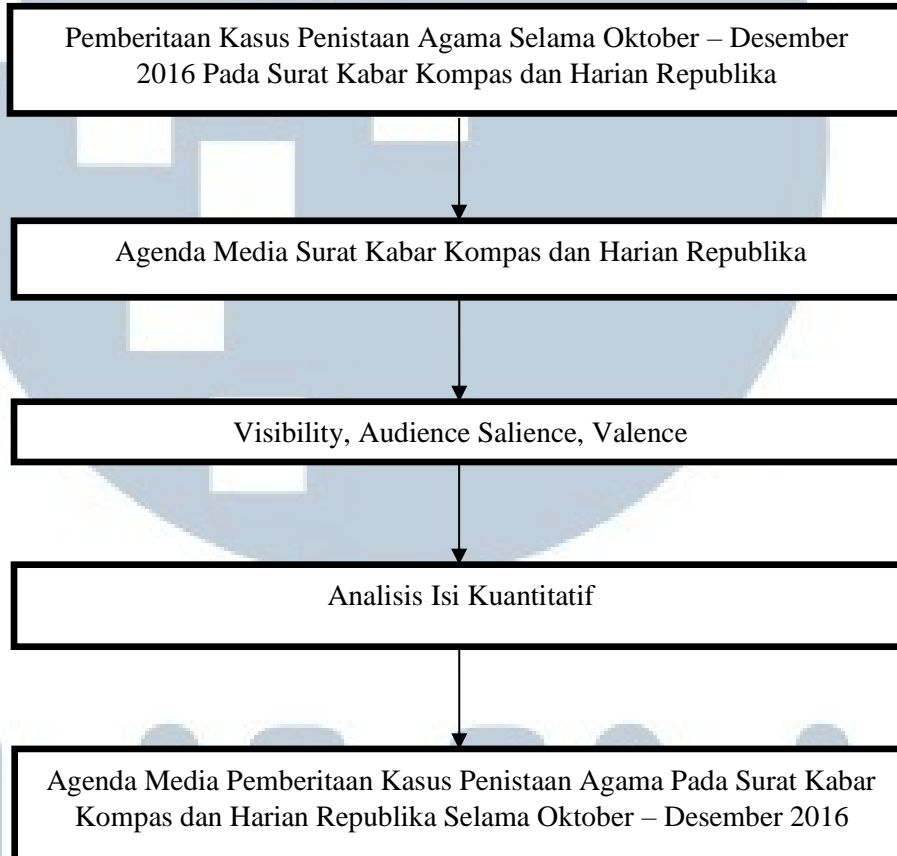 Pemberitaan Kasus Penistaan Agama Selama Oktober – Desember
2016 Pada Surat Kabar Kompas dan Harian Republika
Agenda Media Surat Kabar Kompas dan Harian Republika
Visibility, Audience Salience, Valence
Analisis Isi Kuantitatif
Agenda Media Pemberitaan Kasus Penistaan Agama Pada Surat Kabar
Kompas dan Harian Republika Selama Oktober – Desember 2016